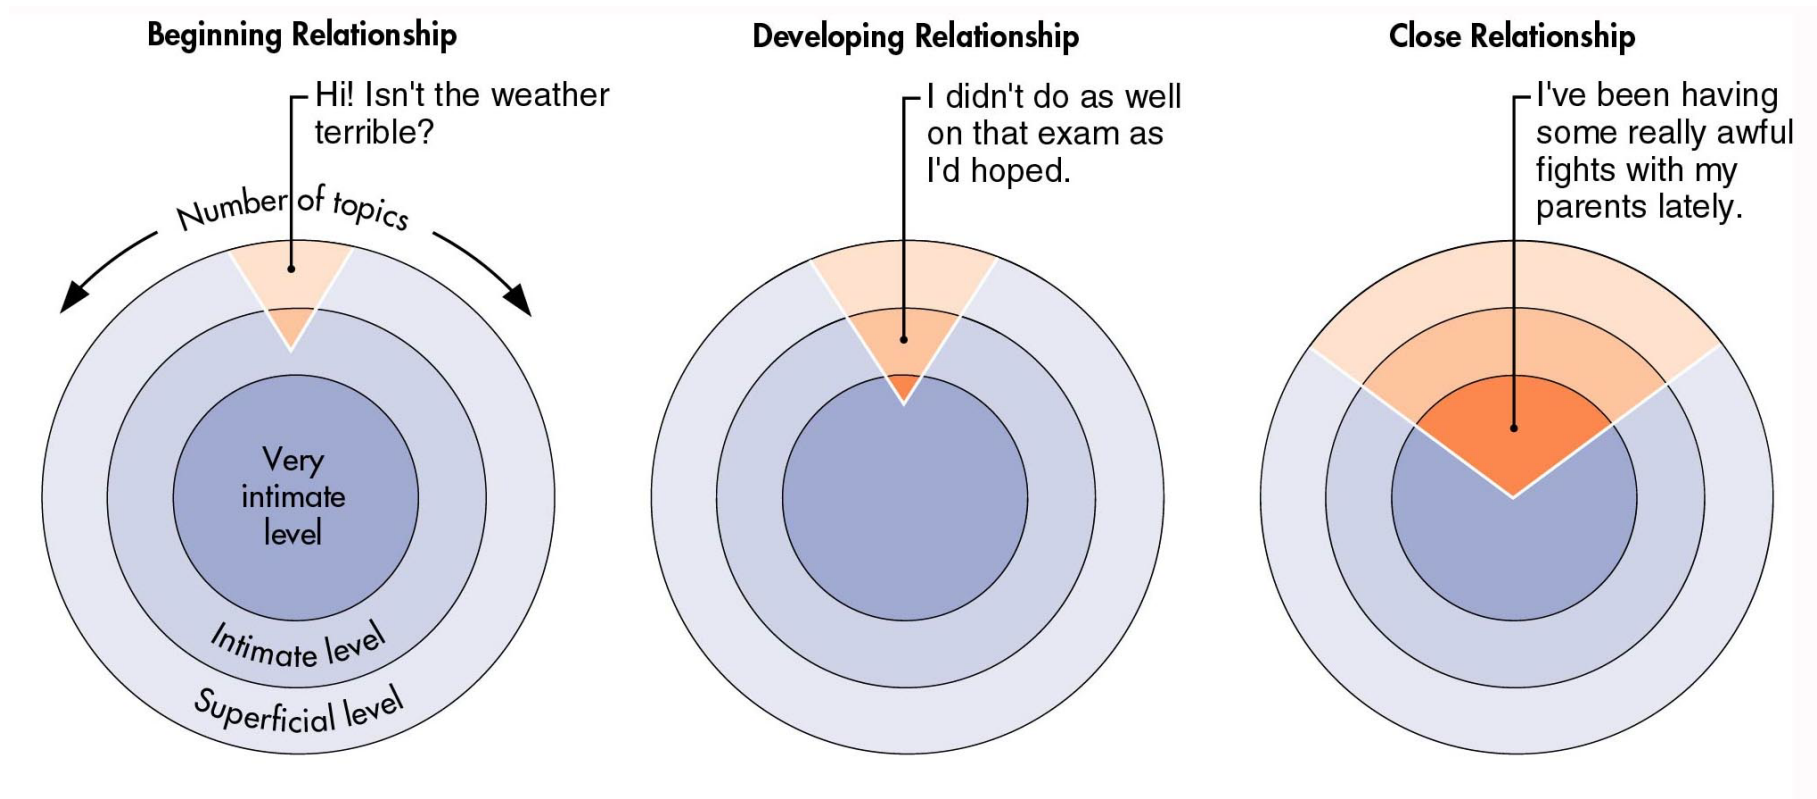 Beginning Relationship
Hi! Isn't the weather
terrible?
Number of topics
Very
intimate
level
Intimate level
Superficial level
Developing Relationship
I didn't do as well
on that exam as
I'd hoped.
Close Relationship
I've been having
some really awful
fights with my
parents lately.